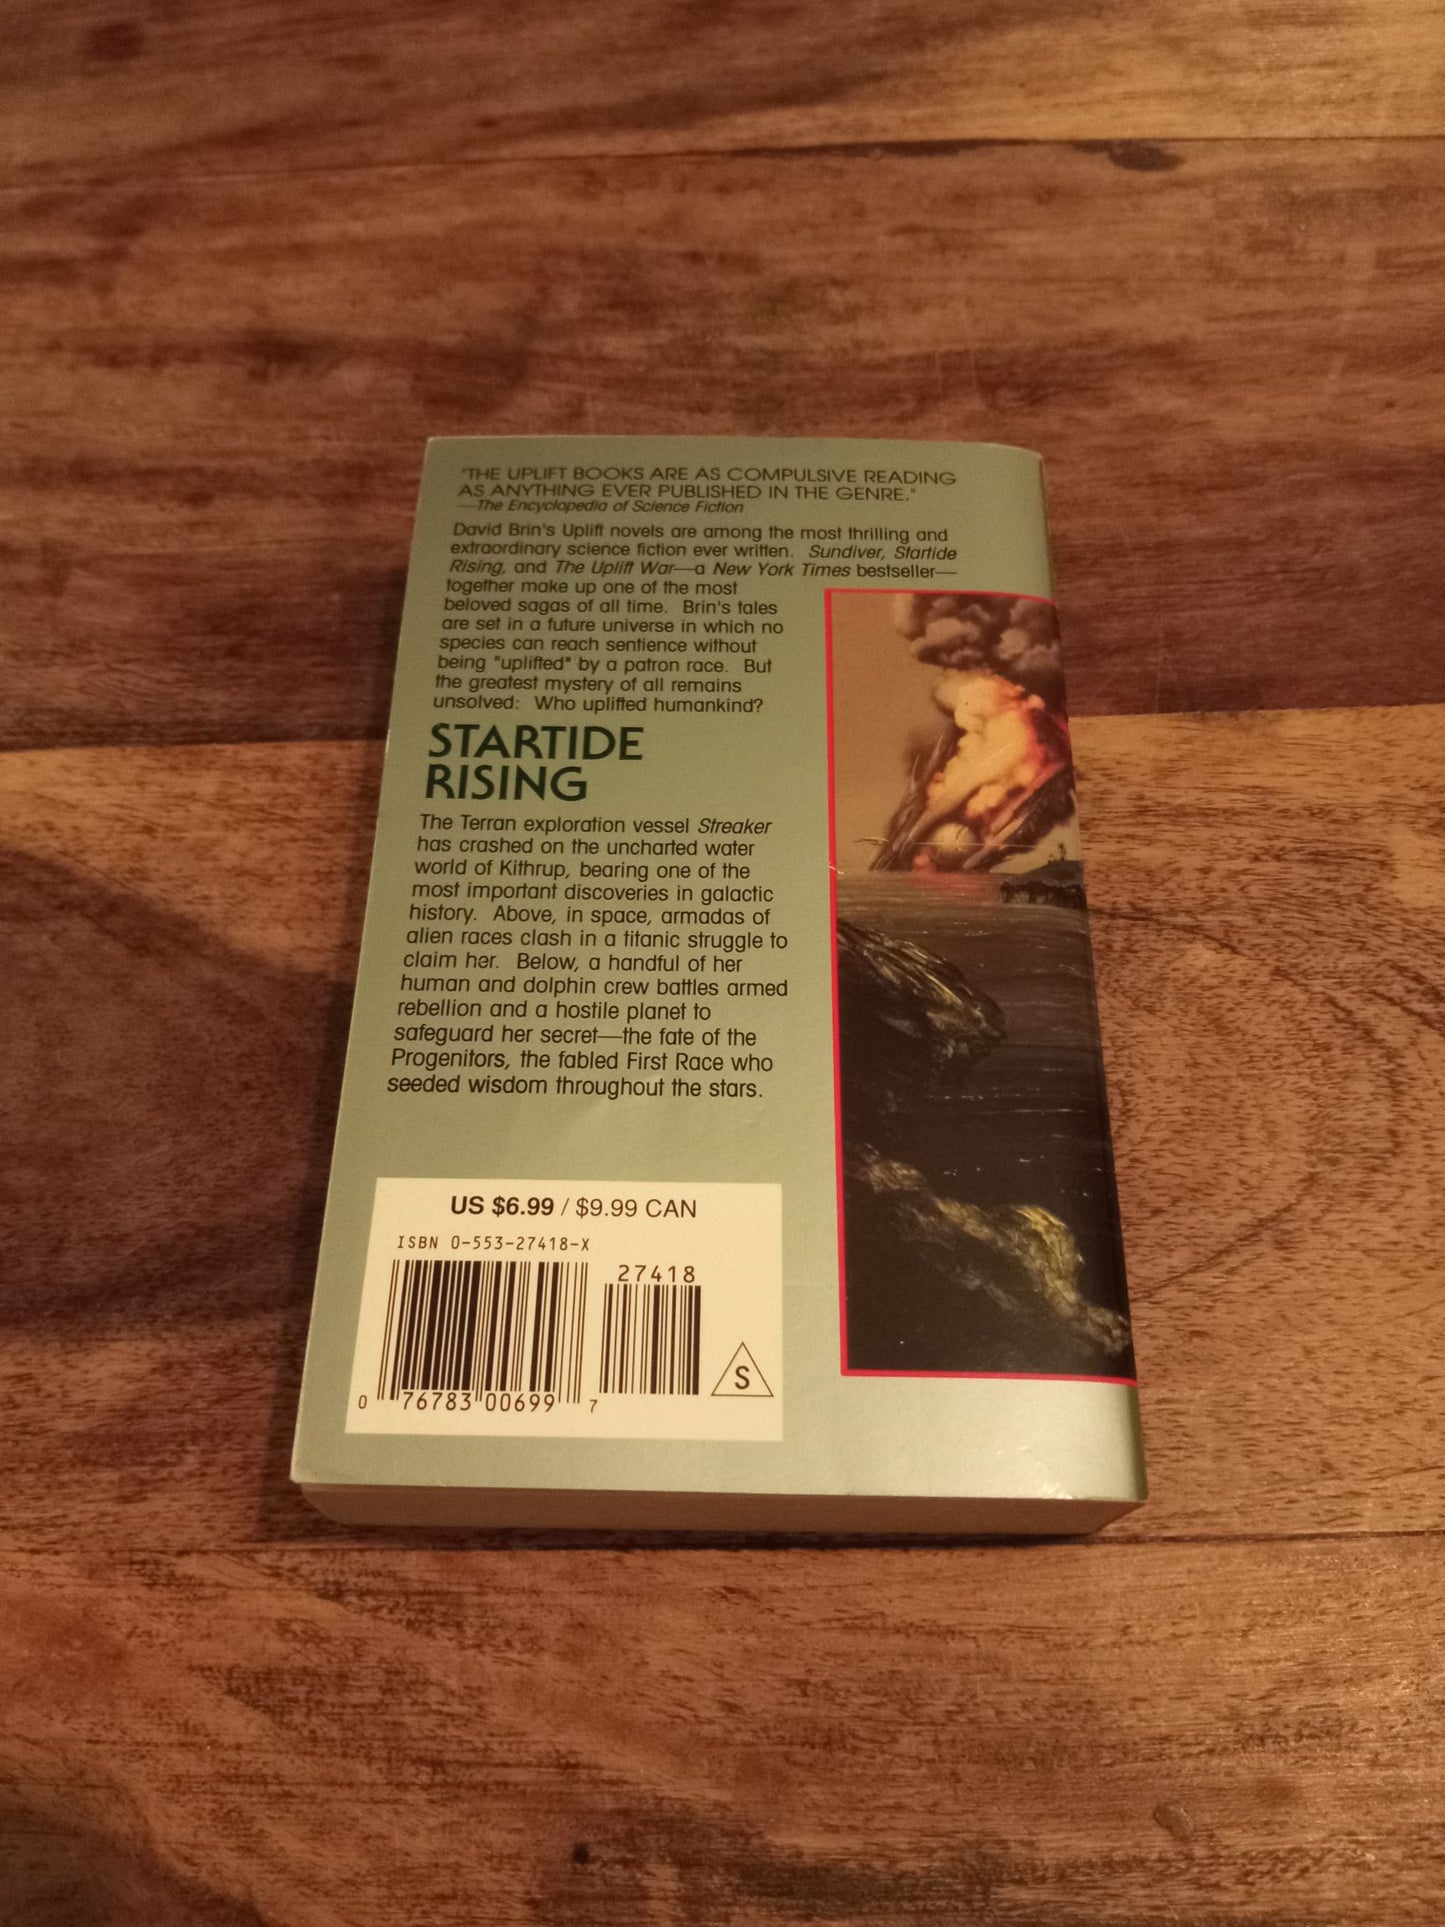 "THE UPLIFT BOOKS ARE AS COMPULSIVE READING
AS ANYTHING EVER PUBLISHED IN THE GENRE."
—The Encyclopedia of Science Fiction
David Brin's Uplift novels are among the most thrilling and
extraordinary science fiction ever written. Sundiver, Startide
Rising, and The Uplift War—a New York Times bestseller—
together make up one of the most
beloved sagas of all time. Brin's tales
are set in a future universe in which no
species can reach sentience without
being "uplifted" by a patron race. But
the greatest mystery of all remains
unsolved: Who uplifted humankind?
STARTIDE
RISING
The Terran exploration vessel Streaker
has crashed on the uncharted water
world of Kithrup, bearing one of the
most important discoveries in galactic
history. Above, in space, armadas of
alien races clash in a titanic struggle to
claim her. Below, a handful of her
human and dolphin crew battles armed
rebellion and a hostile planet to
safeguard her secret—the fate of the
Progenitors, the fabled First Race who
seeded wisdom throughout the stars.
US $6.99 / $9.99 CAN
ISBN 0-553-27418-X
27418
0 76783 00699 7
S